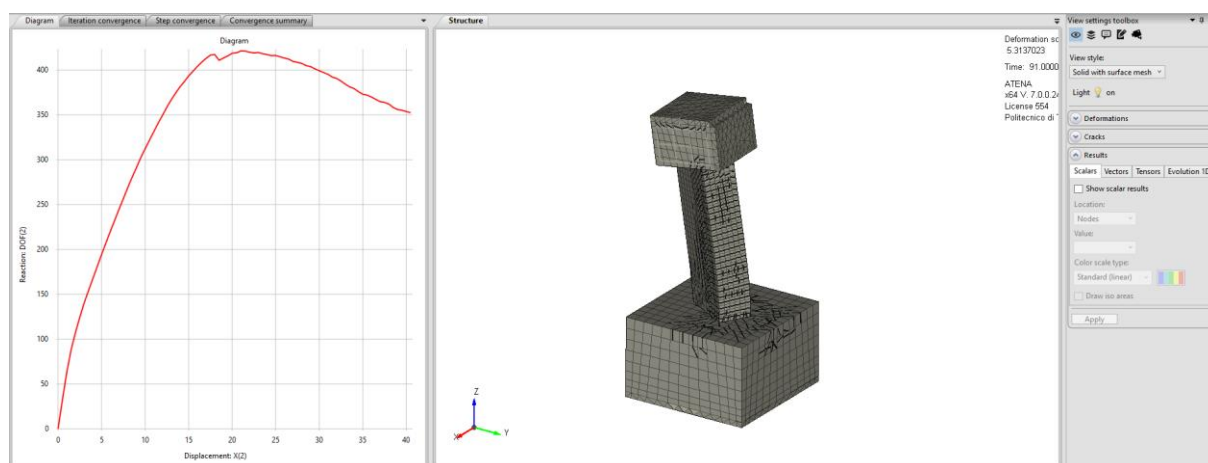 Diagram Iteration convergence Step convergence Convergence summary
Diagram
Reaction: DOF(Z)
400
350
300
250
200
150
100
50
0
0 5 10 15 20 25 30 35 40
Displacement: X(Z)
Structure
Deformation sc
5.3137023
Time: 91.0000
ATENA
x64 V. 7.0.0.24
License 554
Politecnico di T
Z
X
Y
View settings toolbox
View style:
Solid with surface mesh
Light on
Deformations
Cracks
Results
Scalars Vectors Tensors Evolution 1D
Show scalar results
Location:
Nodes
Value:
Color scale type:
Standard (linear)
Draw iso areas
Apply